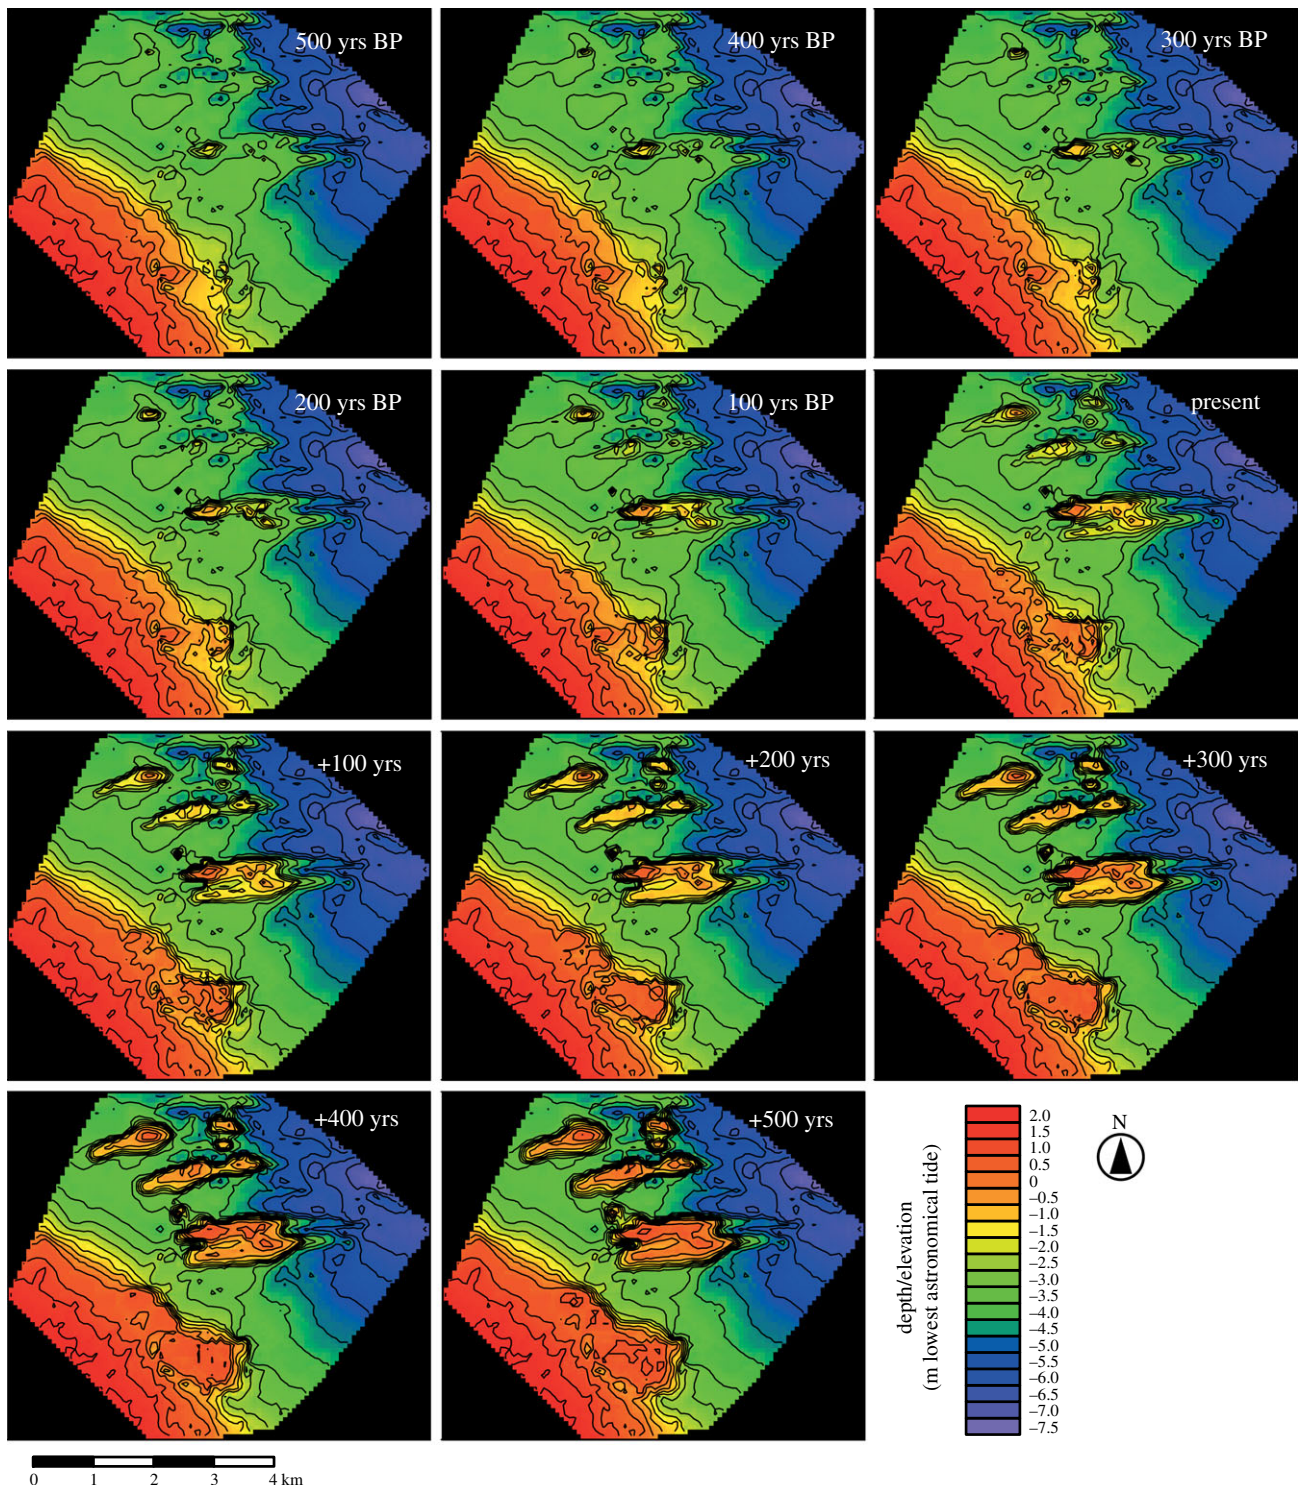 500 yrs BP
400 yrs BP
300 yrs BP
200 yrs BP
100 yrs BP
present
+100 yrs
+200 yrs
+300 yrs
+400 yrs
+500 yrs
depth/elevation
(m lowest astronomical tide)
2.0
1.5
1.0
0.5
0
–0.5
–1.0
–1.5
–2.0
–2.5
–3.0
–3.5
–4.0
–4.5
–5.0
–5.5
–6.0
–6.5
–7.0
–7.5
N
0 1 2 3 4 km